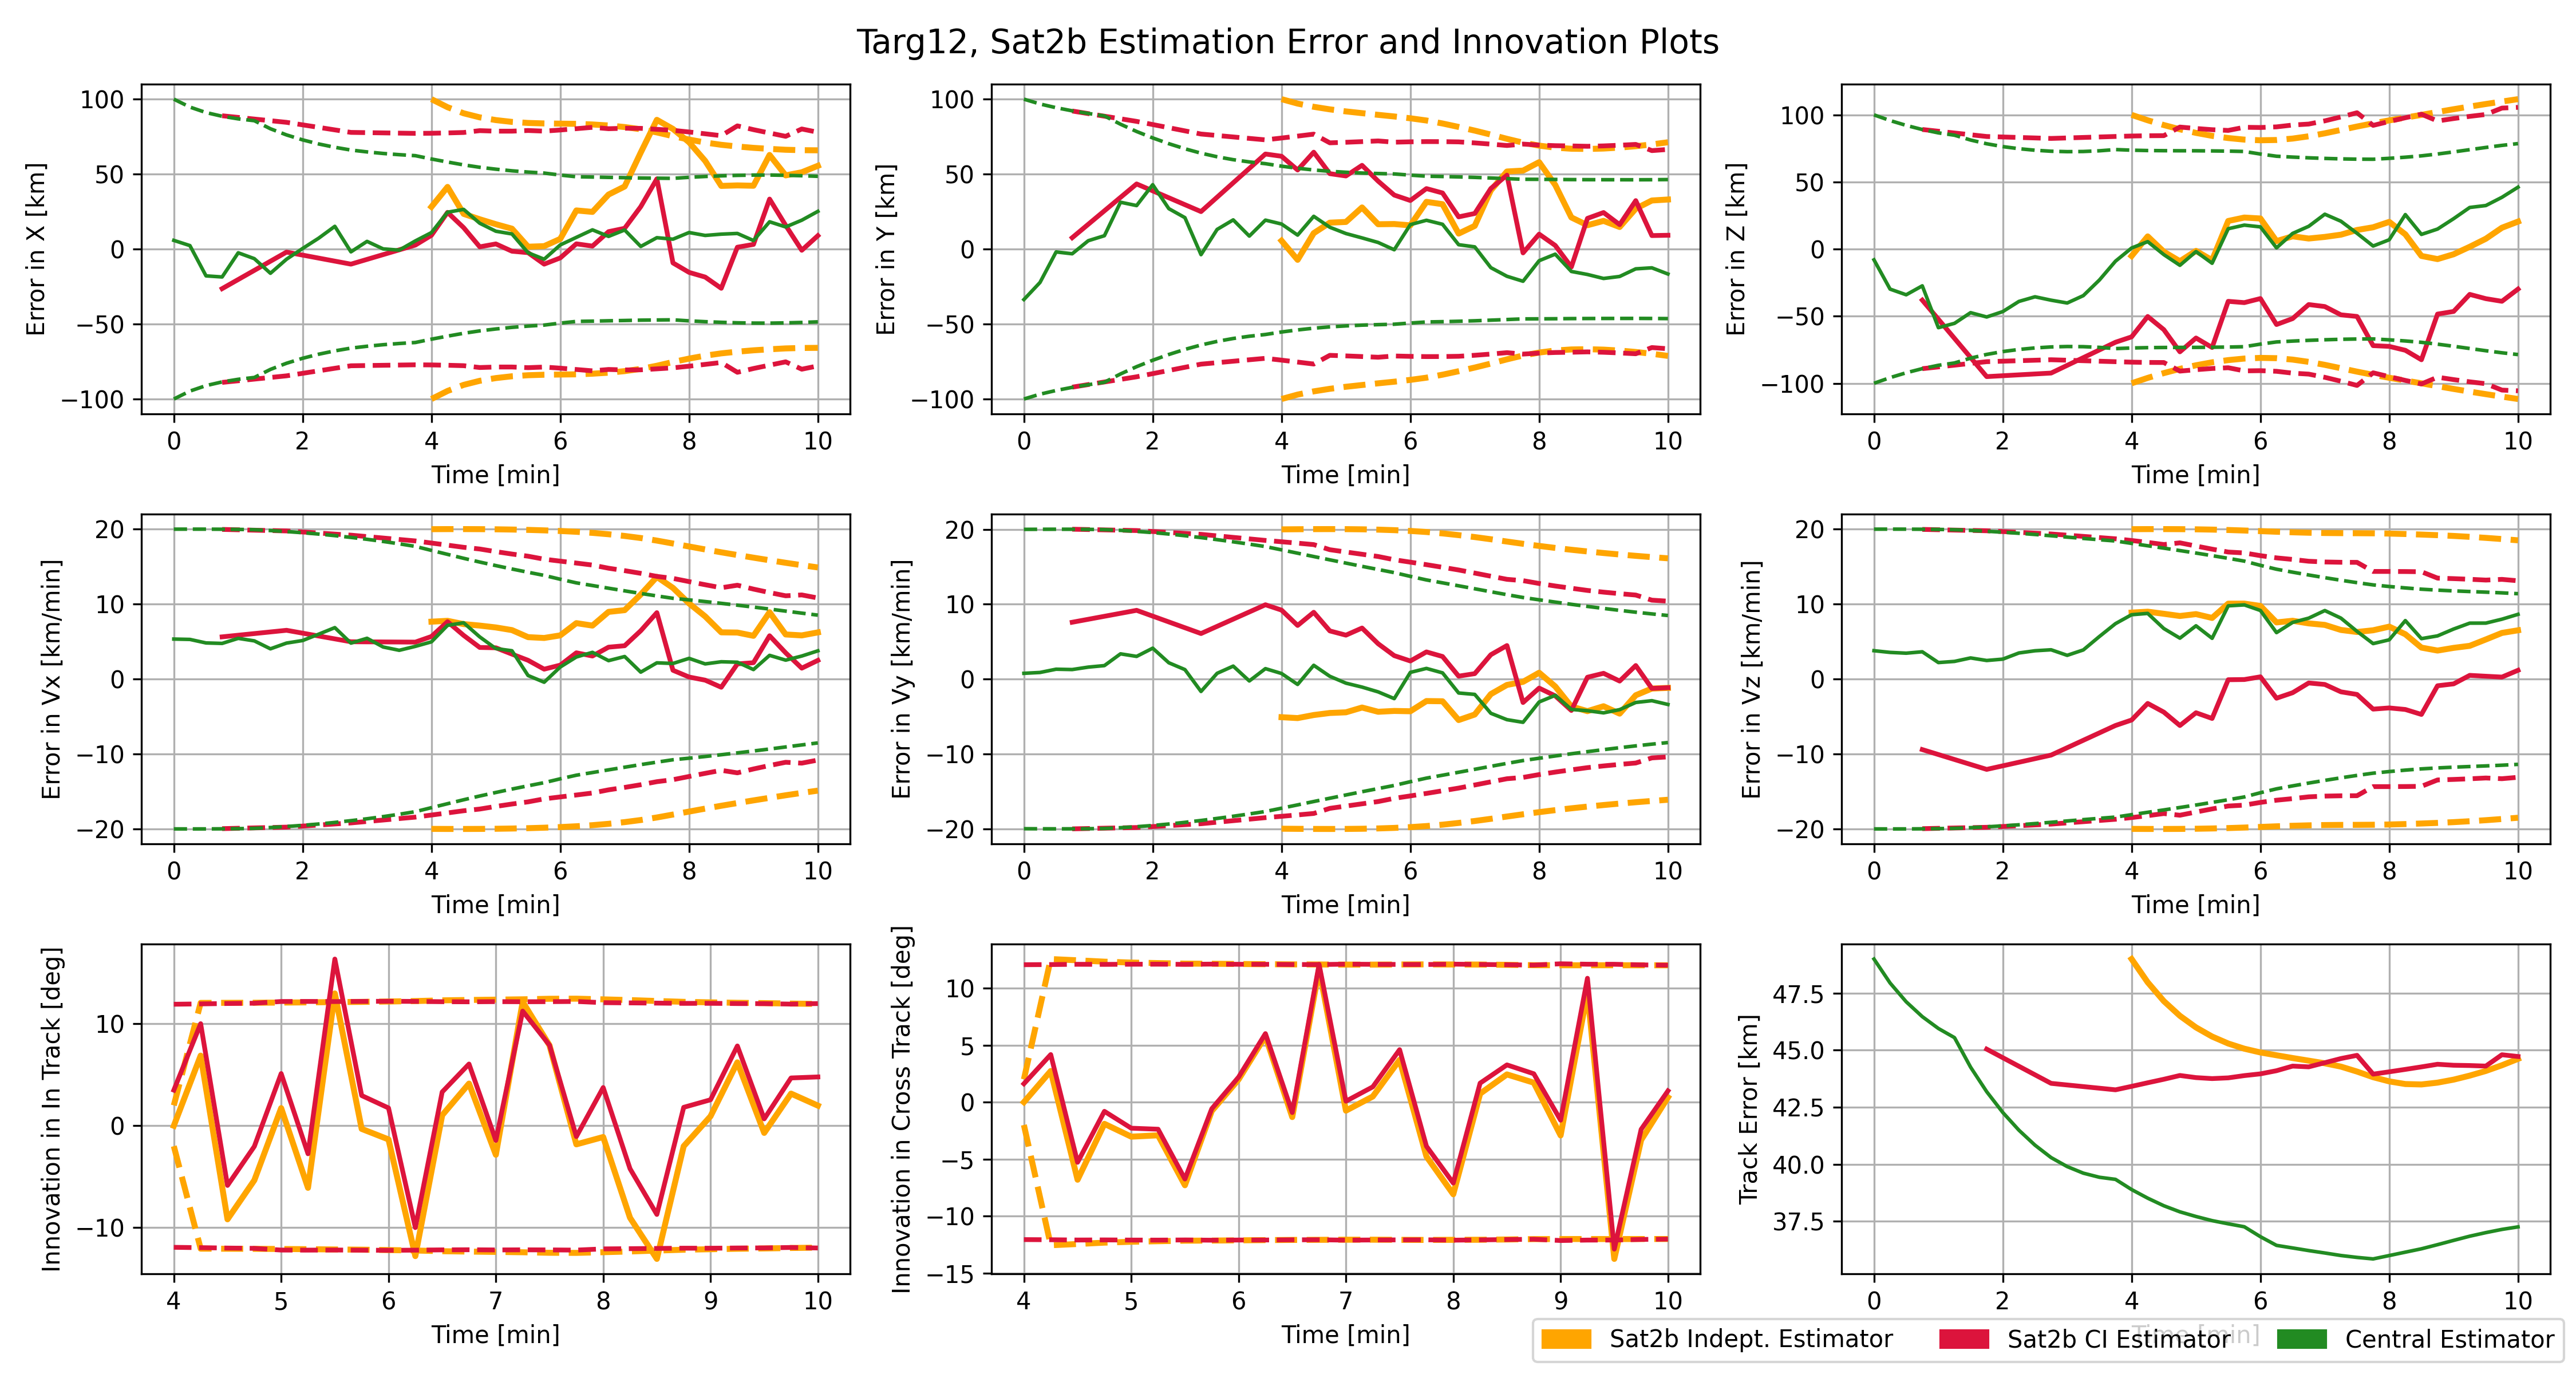 Targ12, Sat2b Estimation Error and Innovation Plots
Error in X [km]
100
50
0
−50
−100
0 2 4 6 8 10
Time [min]
Error in Y [km]
100
50
0
−50
−100
0 2 4 6 8 10
Time [min]
Error in Z [km]
100
50
0
−50
−100
0 2 4 6 8 10
Time [min]
Error in Vx [km/min]
20
10
0
−10
−20
0 2 4 6 8 10
Time [min]
Error in Vy [km/min]
20
10
0
−10
−20
0 2 4 6 8 10
Time [min]
Error in Vz [km/min]
20
10
0
−10
−20
0 2 4 6 8 10
Time [min]
Innovation in In Track [deg]
10
0
−10
4 5 6 7 8 9 10
Time [min]
Innovation in Cross Track [deg]
10
5
0
−5
−10
−15
4 5 6 7 8 9 10
Time [min]
Track Error [km]
47.5
45.0
42.5
40.0
37.5
0 2 4 6 8 10
Time [min]
Sat2b Indept. Estimator
Sat2b CI Estimator
Central Estimator